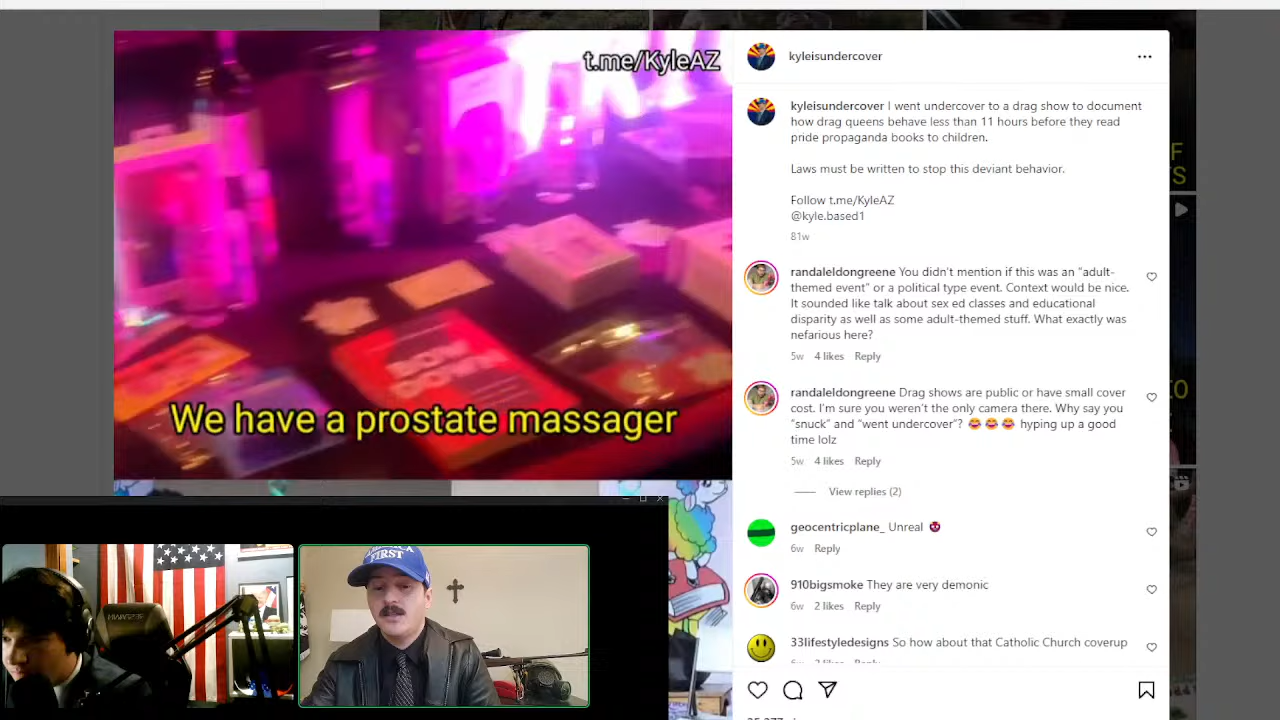 t.me/KyleAZ
We have a prostate massager
FIRST
kyleisundercover
kyleisundercover I went undercover to a drag show to document
how drag queens behave less than 11 hours before they read
pride propaganda books to children.
Laws must be written to stop this deviant behavior.
Follow t.me/KyleAZ
@kyle.based1
81w
randaleldongreene You didn't mention if this was an "adult-
themed event" or a political type event. Context would be nice.
It sounded like talk about sex ed classes and educational
disparity as well as some adult-themed stuff. What exactly was
nefarious here?
5w 4 likes Reply
randaleldongreene Drag shows are public or have small cover
cost. I'm sure you weren't the only camera there. Why say you
"snuck" and "went undercover"? 😂😂😂 hyping up a good
time lolz
5w 4 likes Reply
View replies (2)
geocentricplane_ Unreal
6w Reply
910bigsmoke They are very demonic
6w 2 likes Reply
33lifestyledesigns So how about that Catholic Church coverup